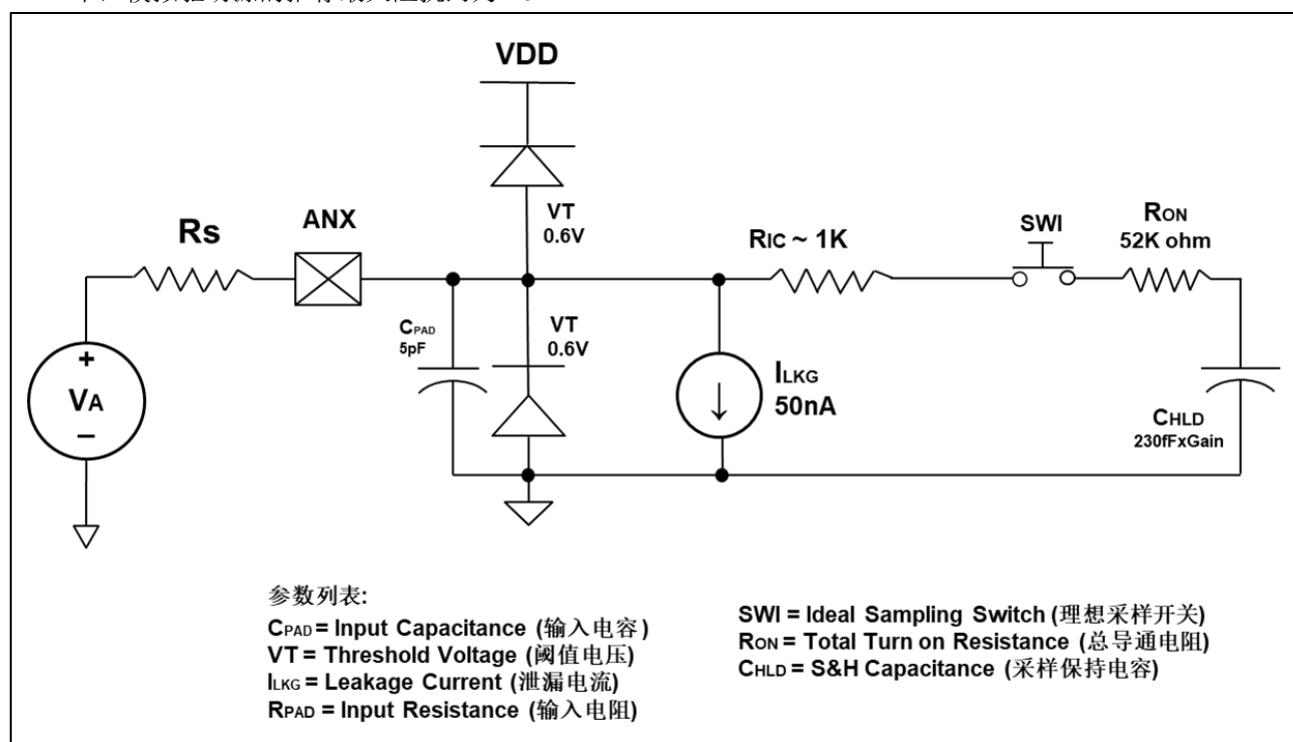 VDD
Rs
ANX
VT
0.6V
RIC ~ 1K
SWI
RON
52K ohm
CPAD
5pF
VT
0.6V
ILKG
50nA
+
VA
–
CHLD
230fFxGain
参数列表:
CPAD = Input Capacitance (输入电容)
VT = Threshold Voltage (阈值电压)
ILKG = Leakage Current (泄漏电流)
RPAD = Input Resistance (输入电阻)
SWI = Ideal Sampling Switch (理想采样开关)
RON = Total Turn on Resistance (总导通电阻)
CHLD = S&H Capacitance (采样保持电容)